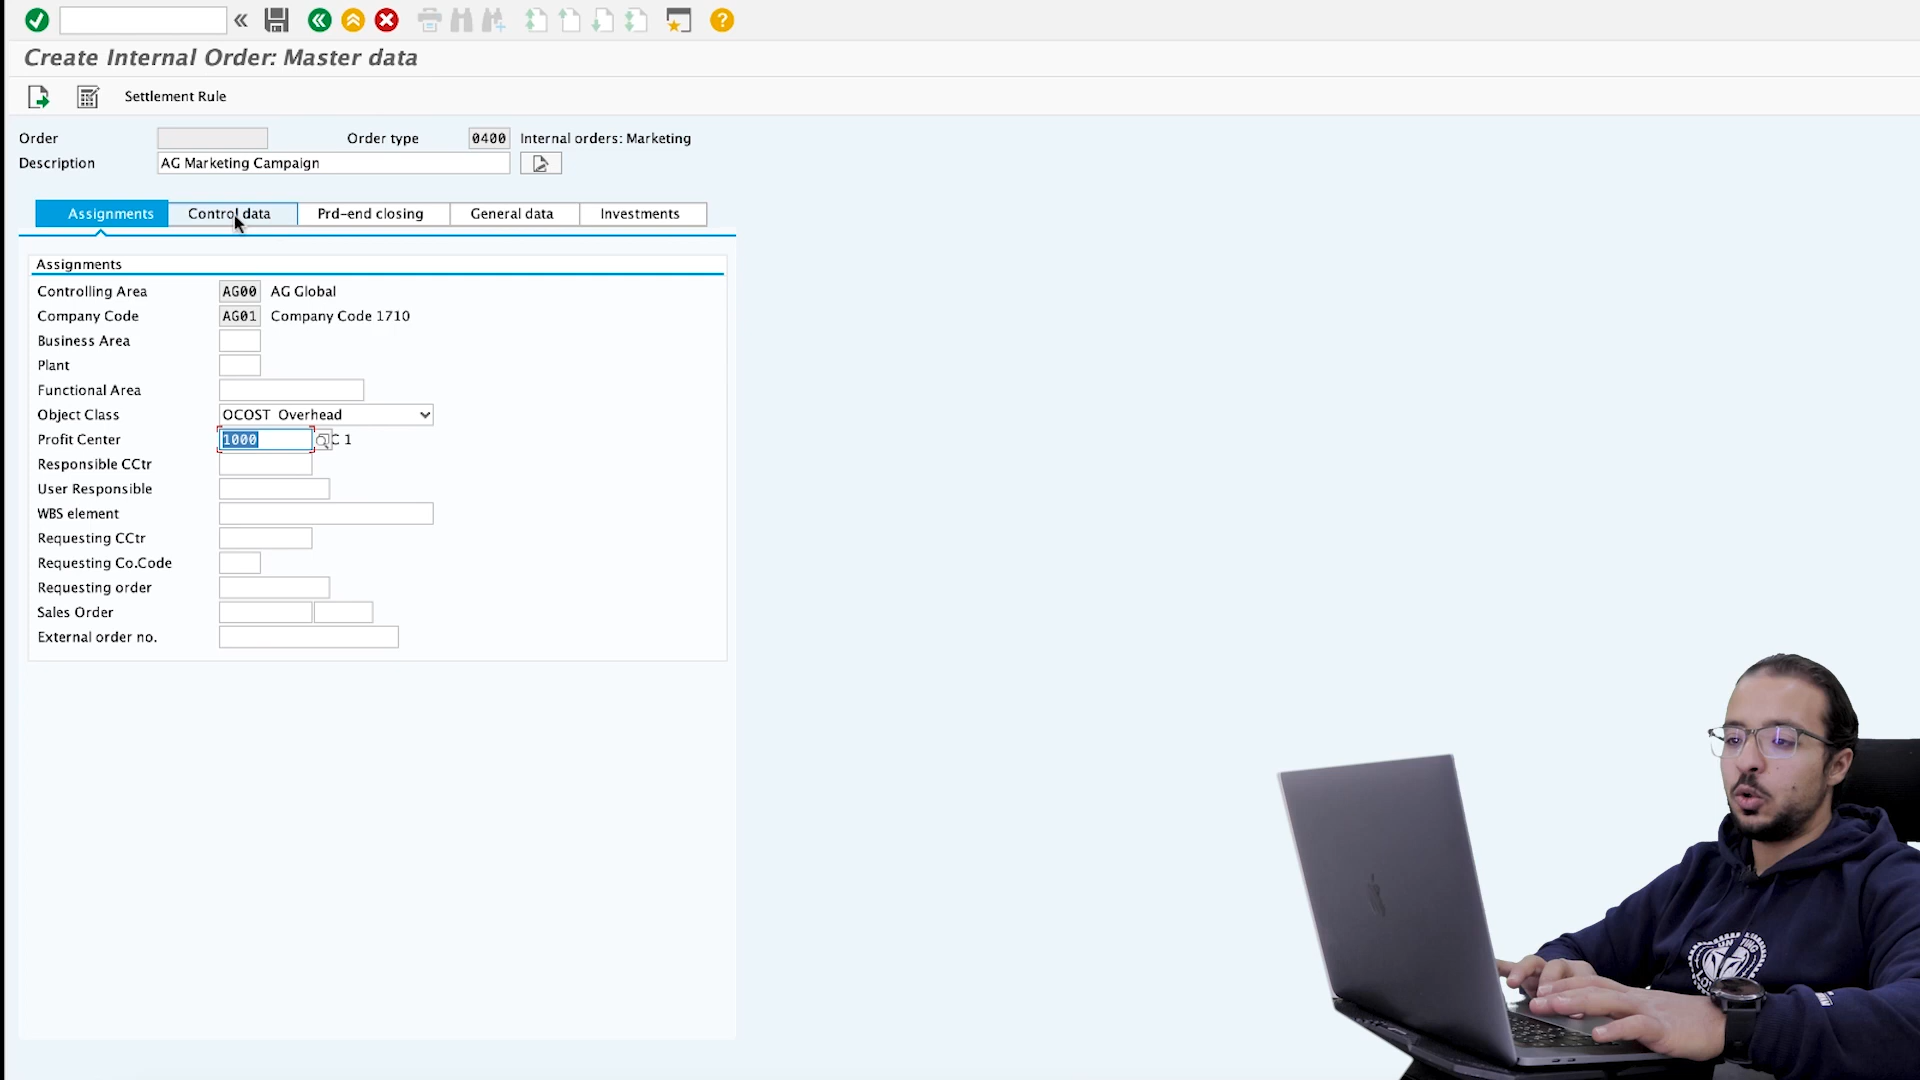 Create Internal Order: Master data
Settlement Rule
Order Order type 0400 Internal orders: Marketing
Description AG Marketing Campaign
Assignments Control data Prd-end closing General data Investments
Assignments
Controlling Area AG00 AG Global
Company Code AG01 Company Code 1710
Business Area
Plant
Functional Area
Object Class OCOST Overhead
Profit Center 1000 C 1
Responsible CCtr
User Responsible
WBS element
Requesting CCtr
Requesting Co.Code
Requesting order
Sales Order
External order no.